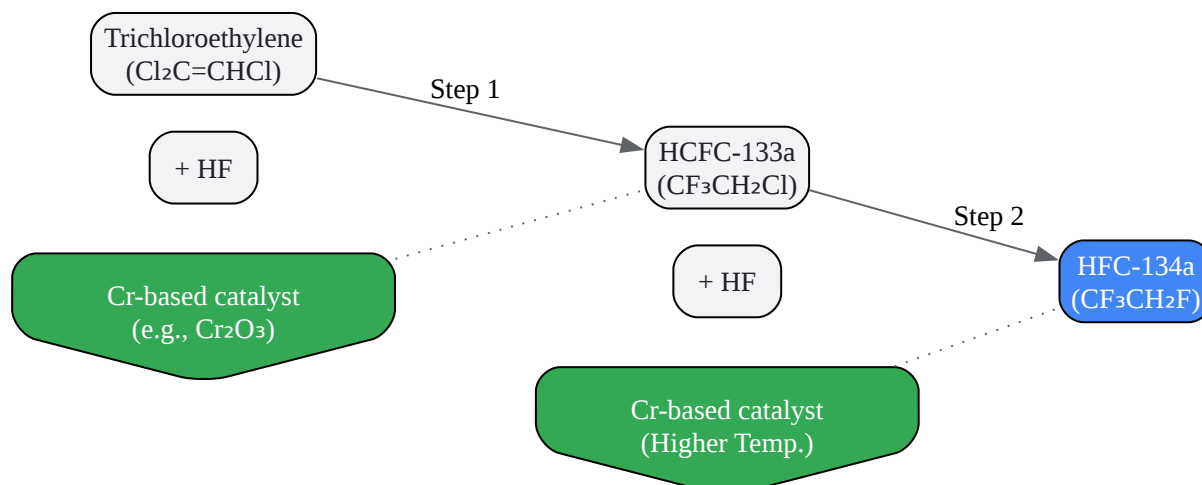 Trichloroethylene
(Cl₂C=CHCl)
Step 1
+ HF
HCFC-133a
(CF₃CH₂Cl)
Step 2
Cr-based catalyst
(e.g., Cr₂O₃)
+ HF
HFC-134a
(CF₃CH₂F)
Cr-based catalyst
(Higher Temp.)